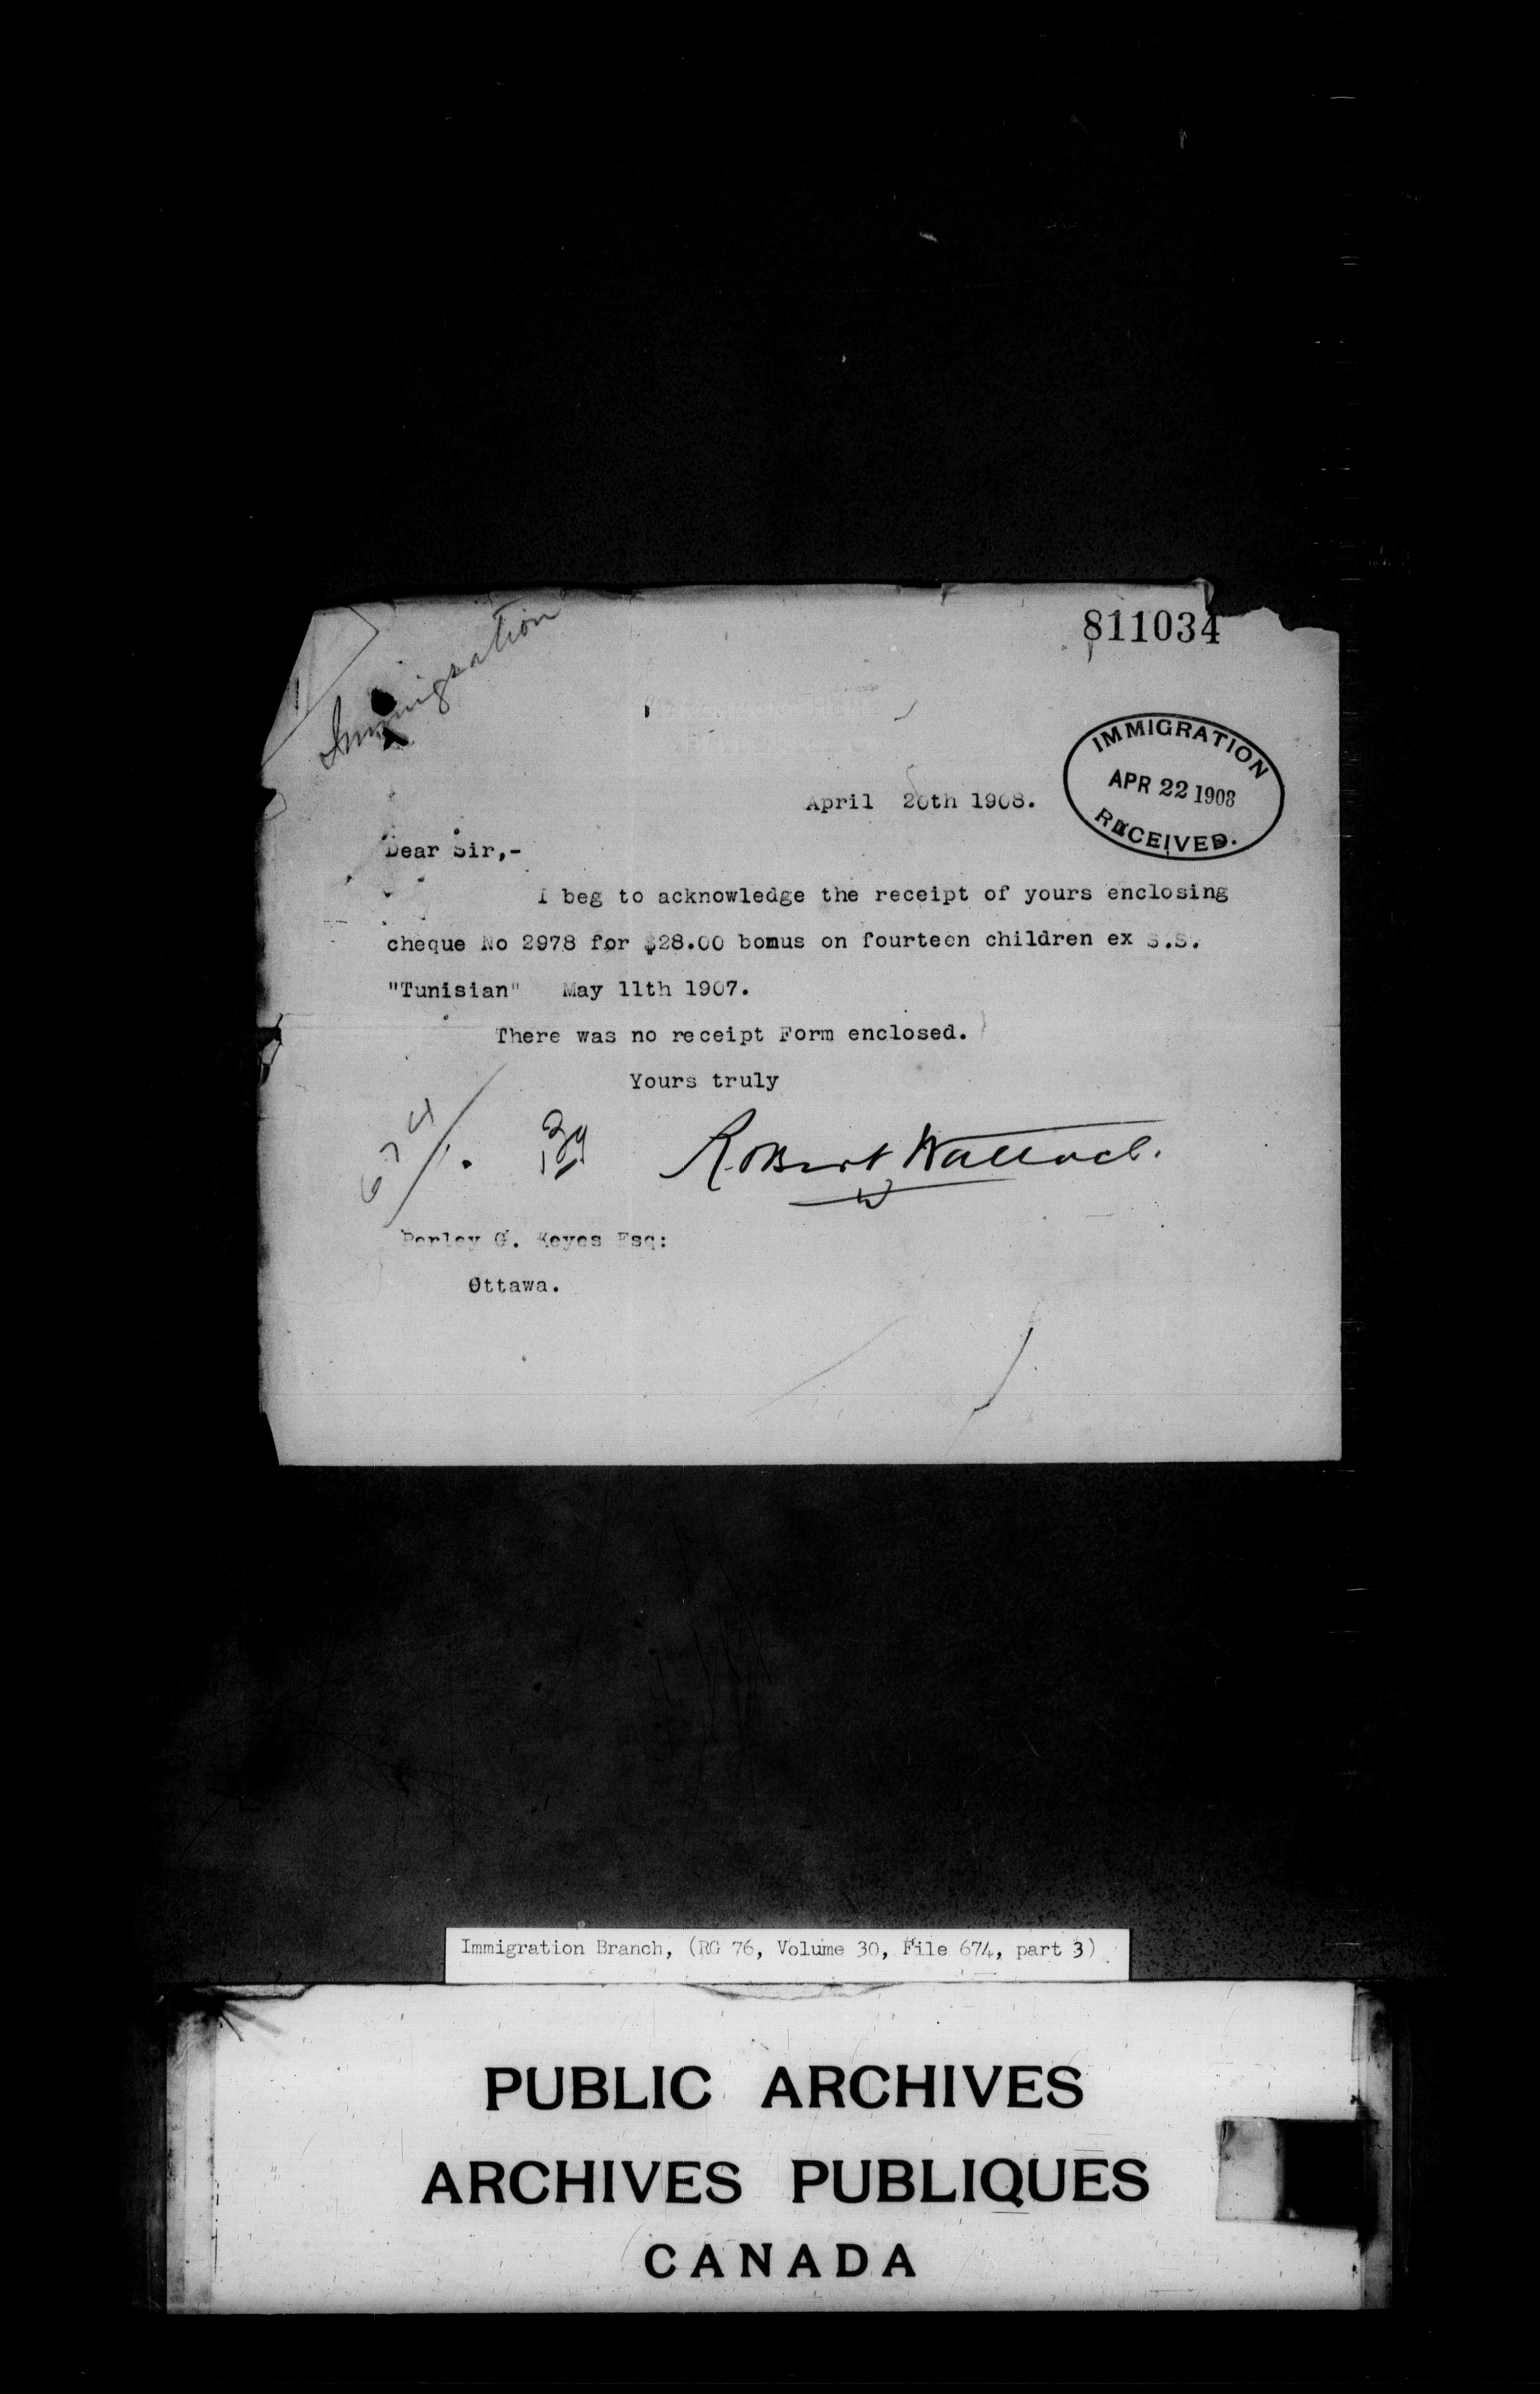 Immigration
811034
IMMIGRATION
APR 22 1908
RECEIVED.
April 20th 1908.
Dear Sir,-
I beg to acknowledge the receipt of yours enclosing
cheque No 2978 for $28.00 bonus on fourteen children ex S.S.
"Tunisian" May 11th 1907.
There was no receipt Form enclosed.
Yours truly
674
Robert Wallace.
Perley G. Keyes Esq:
Ottawa.
Immigration Branch, (RG 76, Volume 30, File 674, part 3)
PUBLIC ARCHIVES
ARCHIVES PUBLIQUES
CANADA